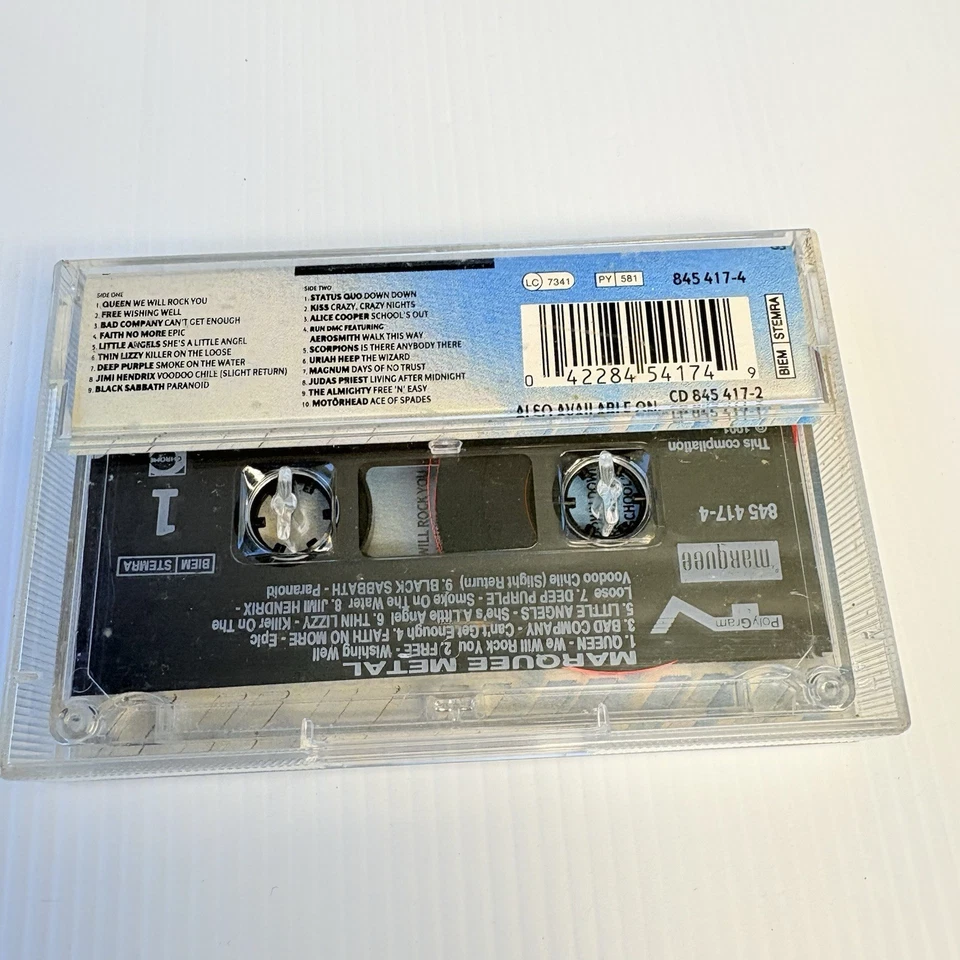 SIDE ONE
1. QUEEN WE WILL ROCK YOU
2. FREE WISHING WELL
3. BAD COMPANY CAN'T GET ENOUGH
4. FAITH NO MORE EPIC
5. LITTLE ANGELS SHE'S A LITTLE ANGEL
6. THIN LIZZY KILLER ON THE LOOSE
7. DEEP PURPLE SMOKE ON THE WATER
8. JIMI HENDRIX VOODOO CHILE (SLIGHT RETURN)
9. BLACK SABBATH PARANOID
SIDE TWO
1. STATUS QUO DOWN DOWN
2. KISS CRAZY, CRAZY NIGHTS
3. ALICE COOPER SCHOOL'S OUT
4. RUN DMC FEATURING
AEROSMITH WALK THIS WAY
5. SCORPIONS IS THERE ANYBODY THERE
6. URIAH HEEP THE WIZARD
7. MAGNUM DAYS OF NO TRUST
8. JUDAS PRIEST LIVING AFTER MIDNIGHT
9. THE ALMIGHTY FREE 'N' EASY
10. MOTÖRHEAD ACE OF SPADES
LC 7341
PY 581
845 417-4
0 42284 54174 9
BIEM STEMRA
ALSO AVAILABLE ON CD 845 417-2
MARQUEE METAL
1. QUEEN - We Will Rock You 2. FREE - Wishing Well
3. BAD COMPANY - Can't Get Enough 4. FAITH NO MORE - Epic
5. LITTLE ANGELS - She's A Little Angel 6. THIN LIZZY - Killer On The
Loose 7. DEEP PURPLE - Smoke On The Water 8. JIMI HENDRIX -
Voodoo Chile (Slight Return) 9. BLACK SABBATH - Paranoid
PolyGram TV
marquee
BIEM STEMRA
845 417-4
1
CHROME
WILL ROCK YOU
This compilation
℗ 1991